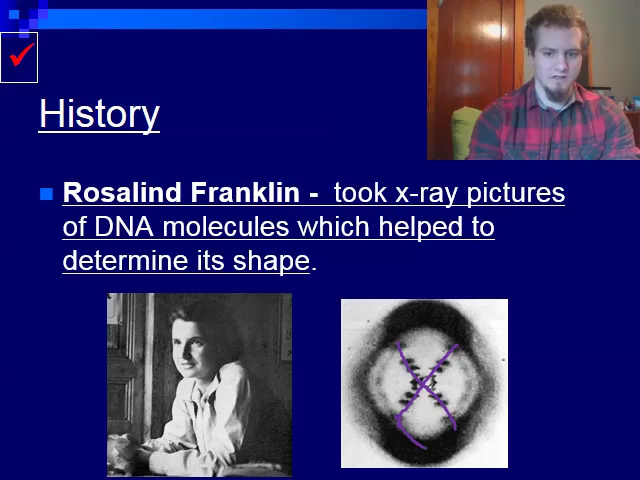 History
Rosalind Franklin - took x-ray pictures
of DNA molecules which helped to
determine its shape.